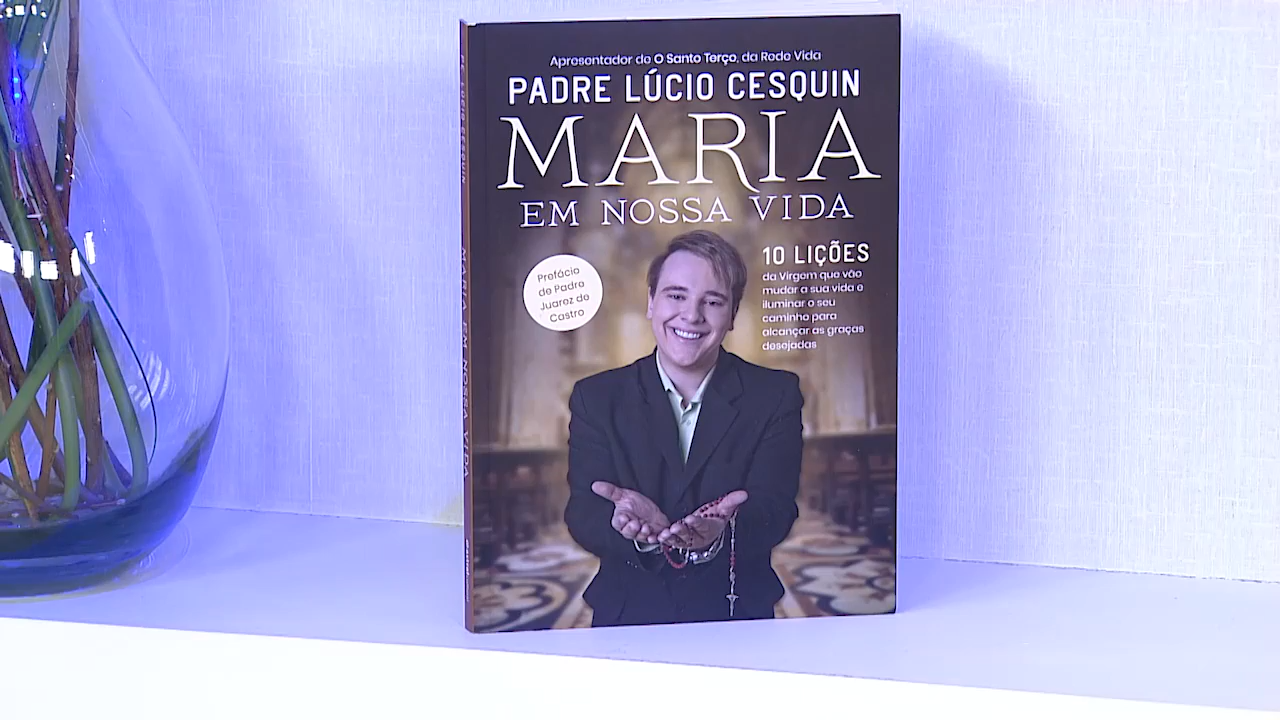 Apresentador de O Santo Terço, da Rede Vida
PADRE LÚCIO CESQUIN
MARIA
EM NOSSA VIDA
10 LIÇÕES
da Virgem que vão
mudar a sua vida e
iluminar o seu
caminho para
alcançar as graças
desejadas
Prefácio
de Padre
Juarez de
Castro
PE. LÚCIO CESQUIN
MARIA EM NOSSA VIDA